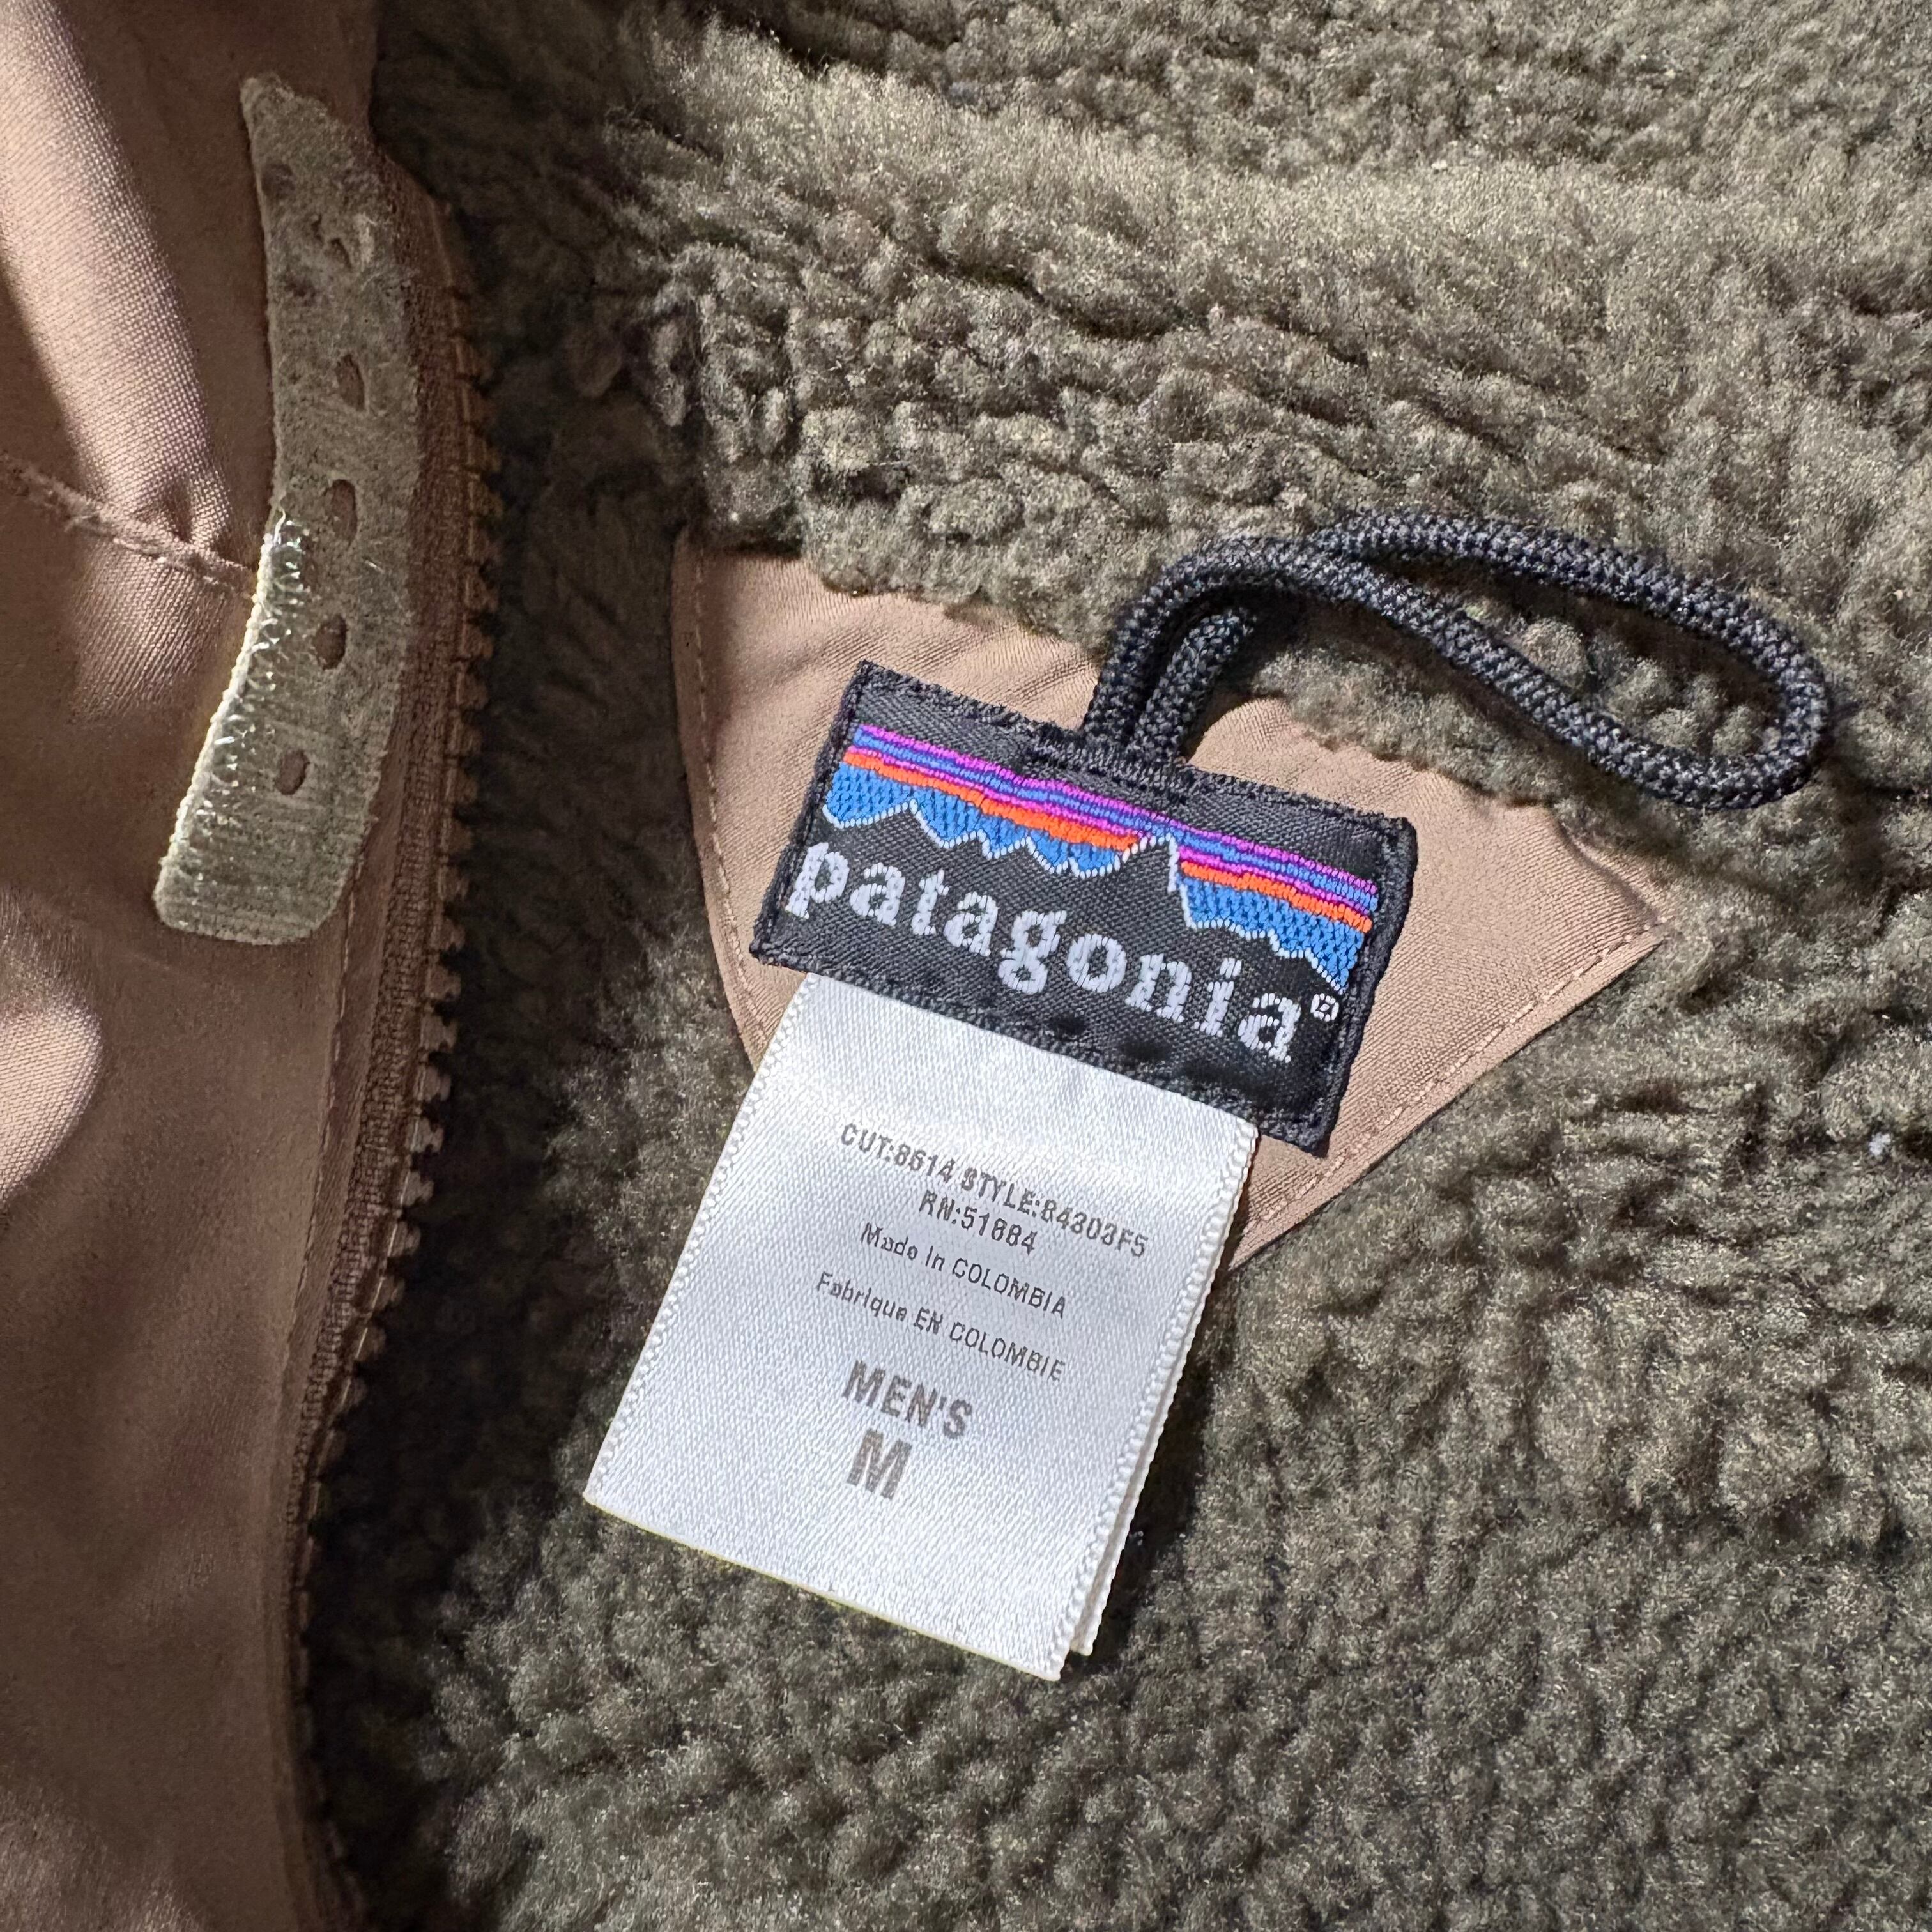 patagonia®
CUT:8614 STYLE:84303F5
RN:51884
Made in COLOMBIA
Fabrique EN COLOMBIE
MEN'S
M